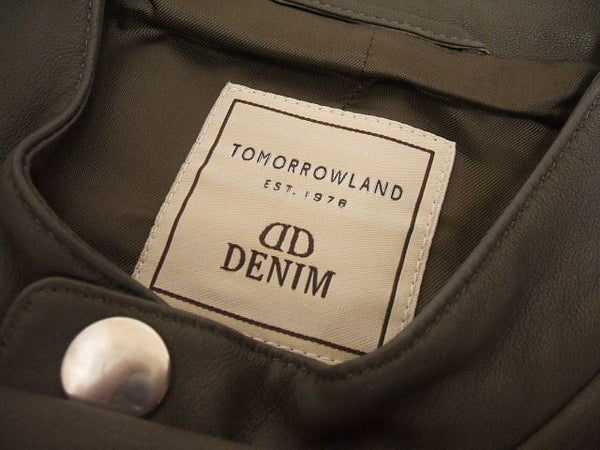 TOMORROWLAND
EST. 1978
DD
DENIM